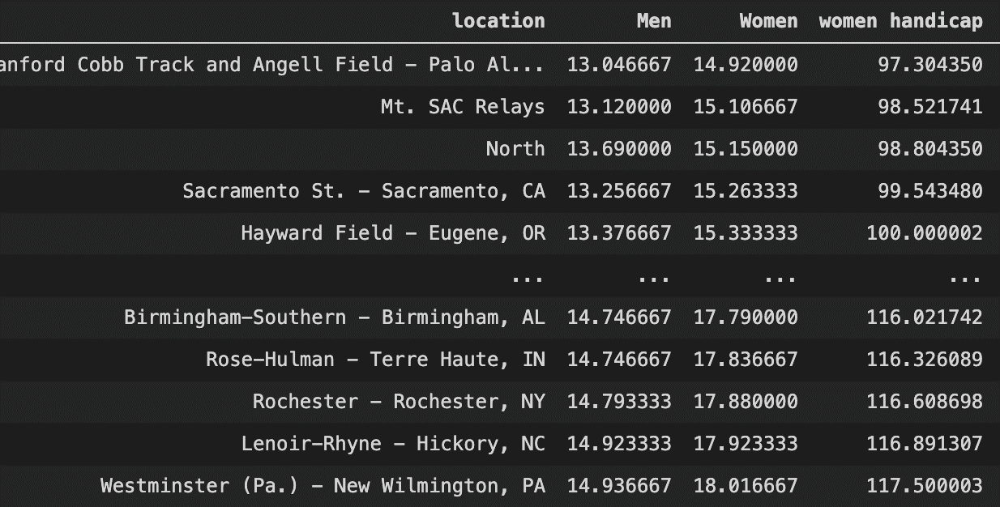 location Men Women women handicap
anford Cobb Track and Angell Field – Palo Al... 13.046667 14.920000 97.304350
Mt. SAC Relays 13.120000 15.106667 98.521741
North 13.690000 15.150000 98.804350
Sacramento St. – Sacramento, CA 13.256667 15.263333 99.543480
Hayward Field – Eugene, OR 13.376667 15.333333 100.000002
... ... ... ...
Birmingham–Southern – Birmingham, AL 14.746667 17.790000 116.021742
Rose–Hulman – Terre Haute, IN 14.746667 17.836667 116.326089
Rochester – Rochester, NY 14.793333 17.880000 116.608698
Lenoir–Rhyne – Hickory, NC 14.923333 17.923333 116.891307
Westminster (Pa.) – New Wilmington, PA 14.936667 18.016667 117.500003